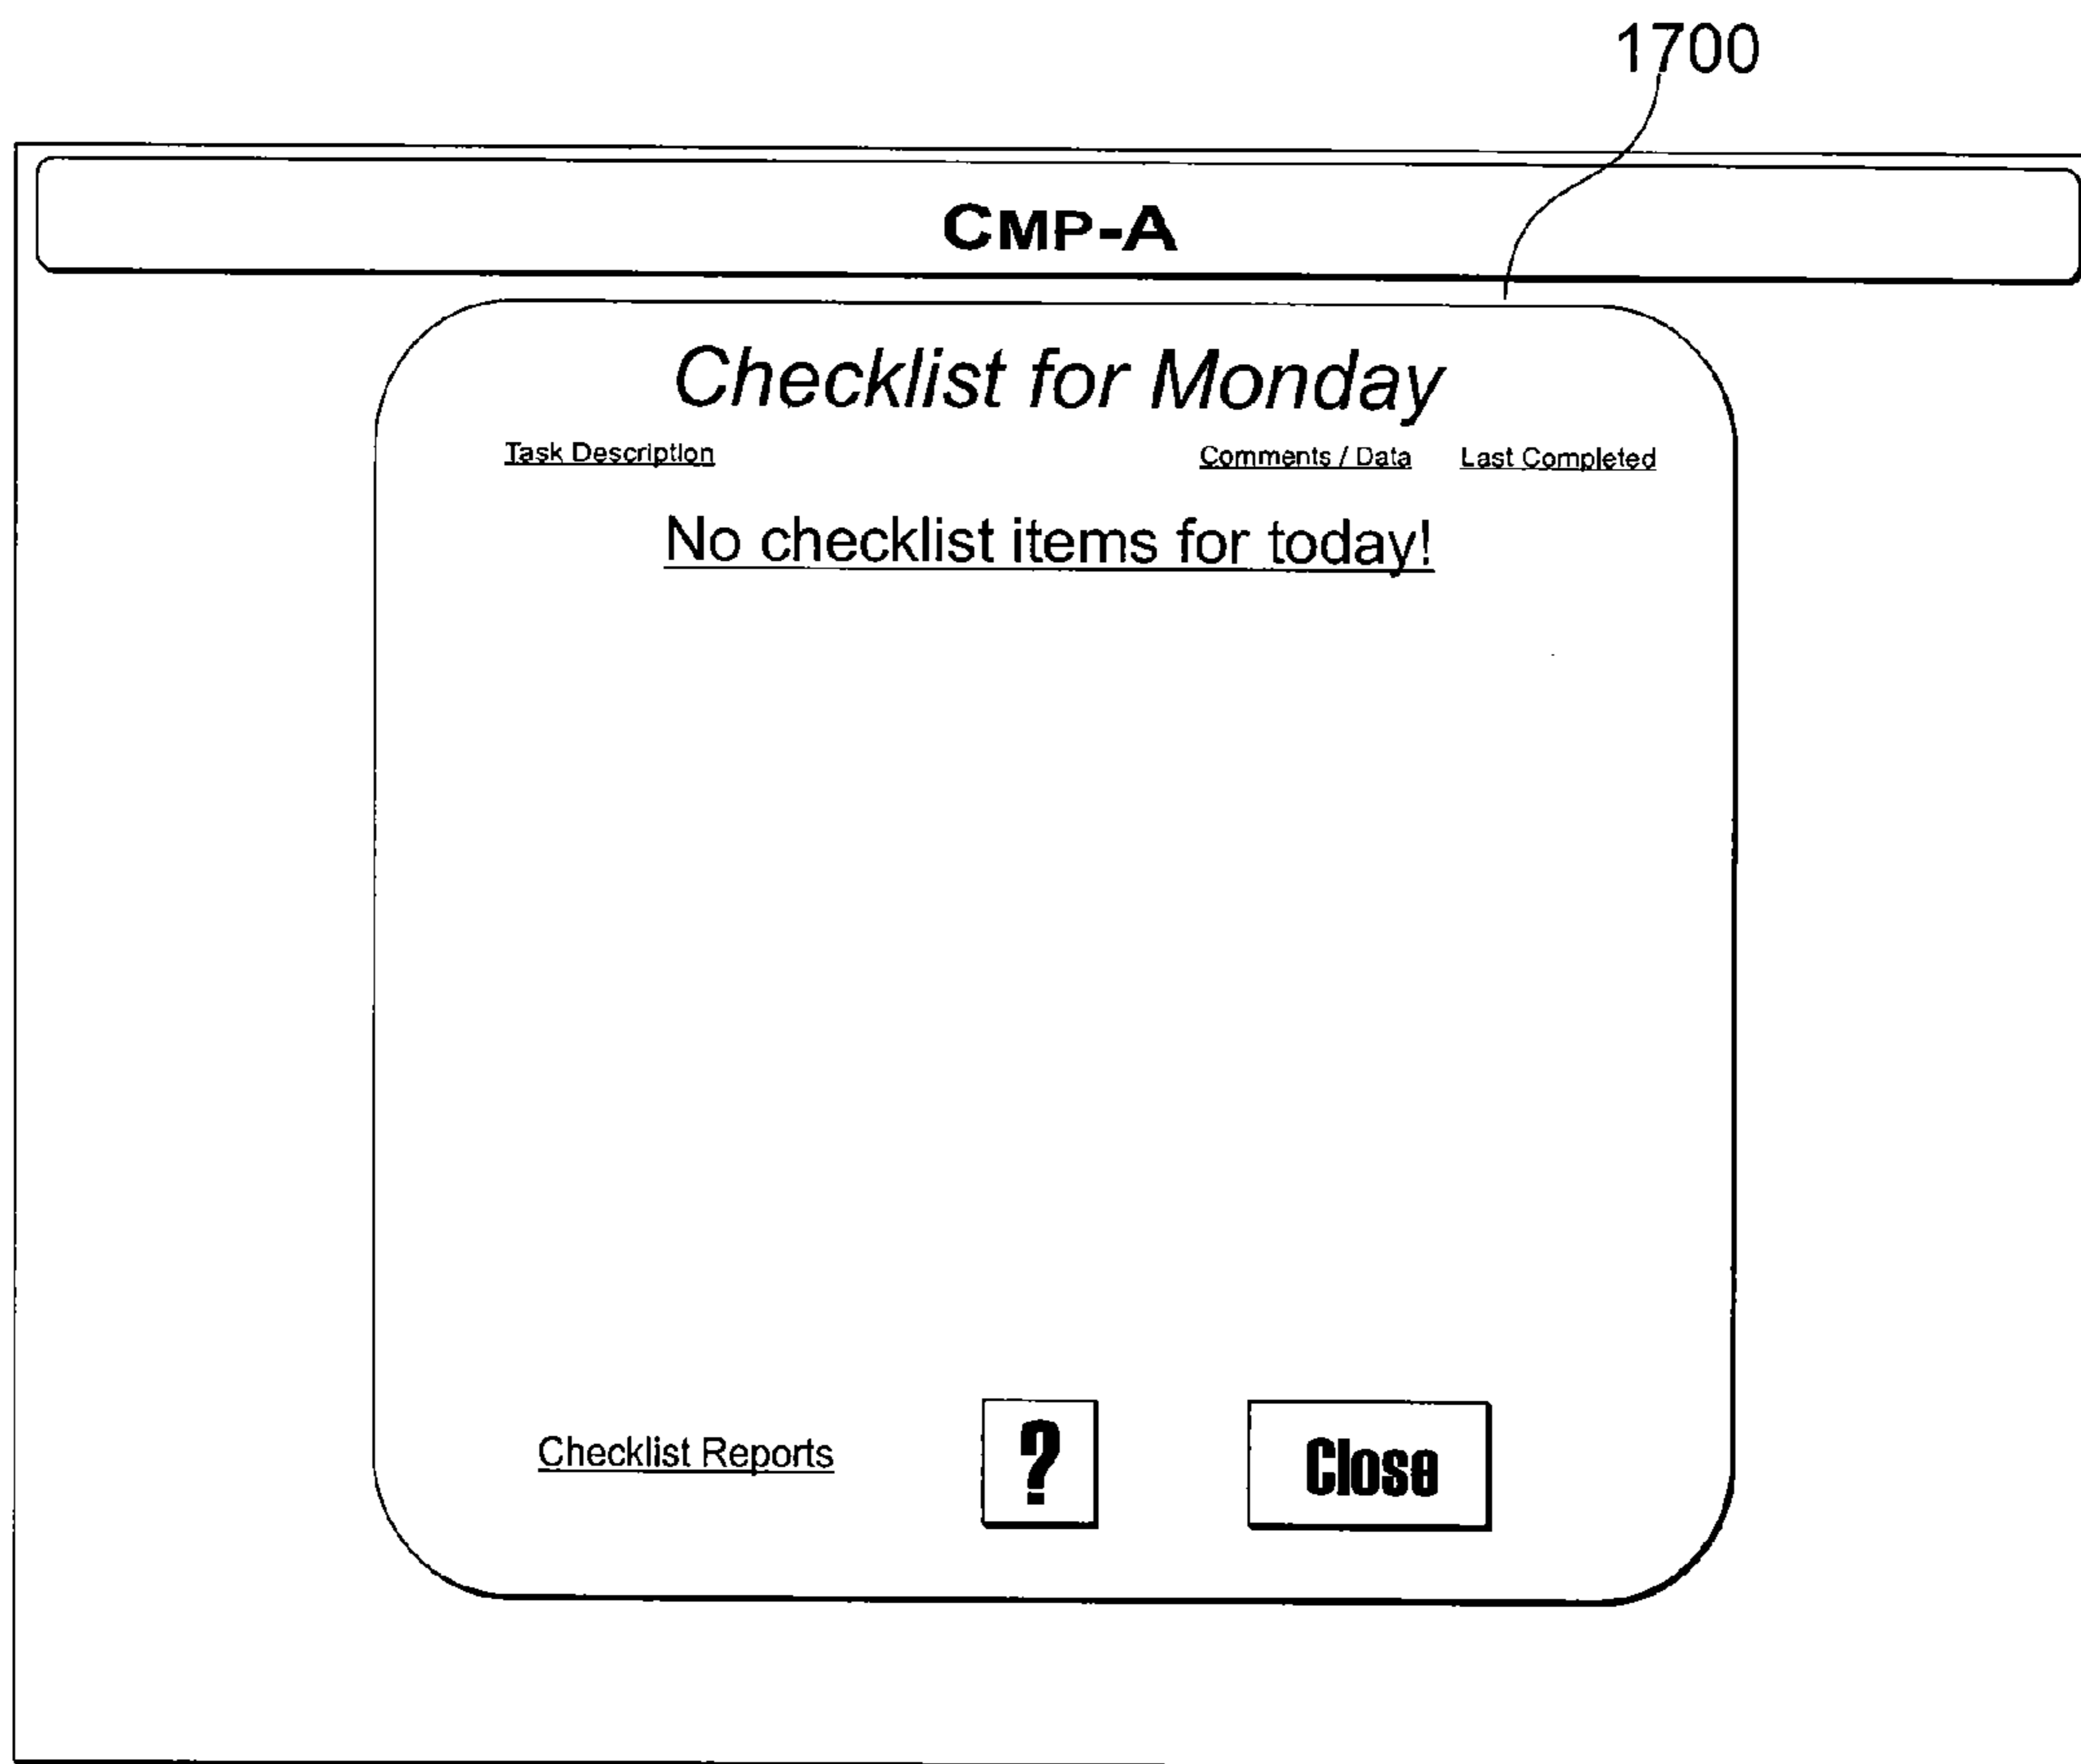 1700
CMP-A
Checklist for Monday
Task Description Comments / Data Last Completed
No checklist items for today!
Checklist Reports ? Close